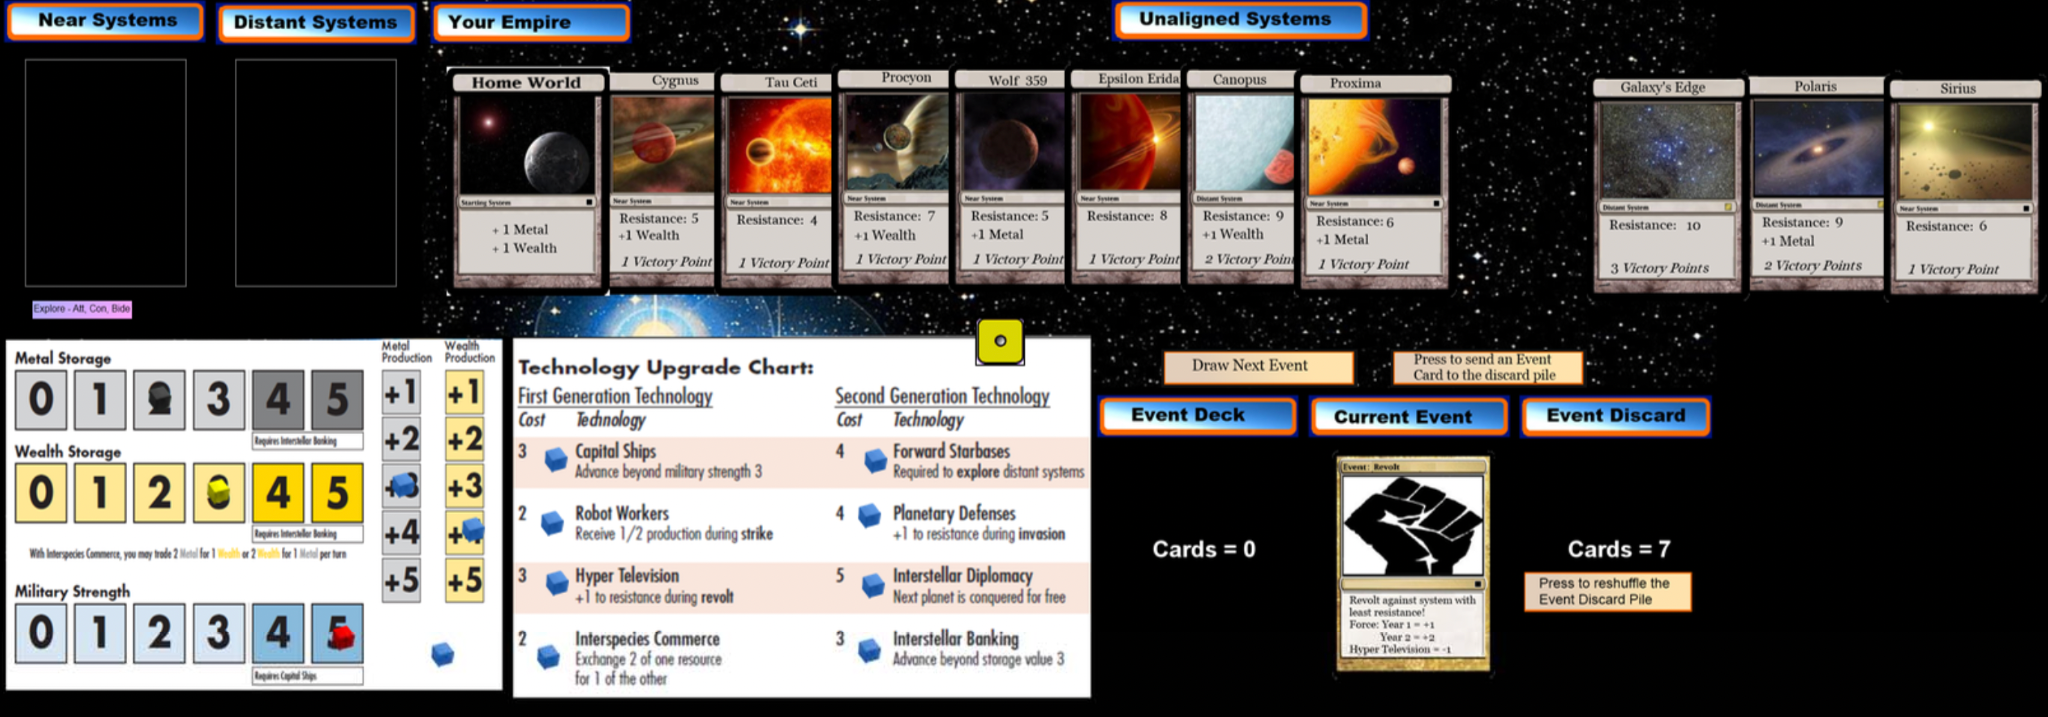 Near Systems
Distant Systems
Your Empire
Unaligned Systems
Home World
Starting System
+ 1 Metal
+ 1 Wealth
Cygnus
Near System
Resistance: 5
+1 Wealth
1 Victory Point
Tau Ceti
Near System
Resistance: 4
1 Victory Point
Procyon
Near System
Resistance: 7
+1 Wealth
1 Victory Point
Wolf 359
Near System
Resistance: 5
+1 Metal
1 Victory Point
Epsilon Erida
Near System
Resistance: 8
1 Victory Point
Canopus
Distant System
Resistance: 9
+1 Wealth
2 Victory Poin
Proxima
Near System
Resistance: 6
+1 Metal
1 Victory Point
Galaxy's Edge
Distant System
Resistance: 10
3 Victory Points
Polaris
Distant System
Resistance: 9
+1 Metal
2 Victory Points
Sirius
Near System
Resistance: 6
1 Victory Point
Explore - Att, Con, Bide
Metal Storage
0 1 2 3 4 5
Requires Interstellar Banking
Wealth Storage
0 1 2 4 5
Requires Interstellar Banking
With Interspecies Commerce, you may trade 2 Metal for 1 Wealth or 2 Wealth for 1 Metal per turn
Military Strength
0 1 2 3 4 5
Requires Capital Ships
Metal
Production
+1
+2
+3
+4
+5
Wealth
Production
+1
+2
+3
+5
Technology Upgrade Chart:
First Generation Technology
Cost Technology
3 Capital Ships
Advance beyond military strength 3
2 Robot Workers
Receive 1/2 production during strike
3 Hyper Television
+1 to resistance during revolt
2 Interspecies Commerce
Exchange 2 of one resource
for 1 of the other
Second Generation Technology
Cost Technology
4 Forward Starbases
Required to explore distant systems
4 Planetary Defenses
+1 to resistance during invasion
5 Interstellar Diplomacy
Next planet is conquered for free
3 Interstellar Banking
Advance beyond storage value 3
Draw Next Event
Press to send an Event
Card to the discard pile
Event Deck
Current Event
Event Discard
Cards = 0
Event: Revolt
Revolt against system with
least resistance!
Force: Year 1 = +1
Year 2 = +2
Hyper Television = -1
Cards = 7
Press to reshuffle the
Event Discard Pile